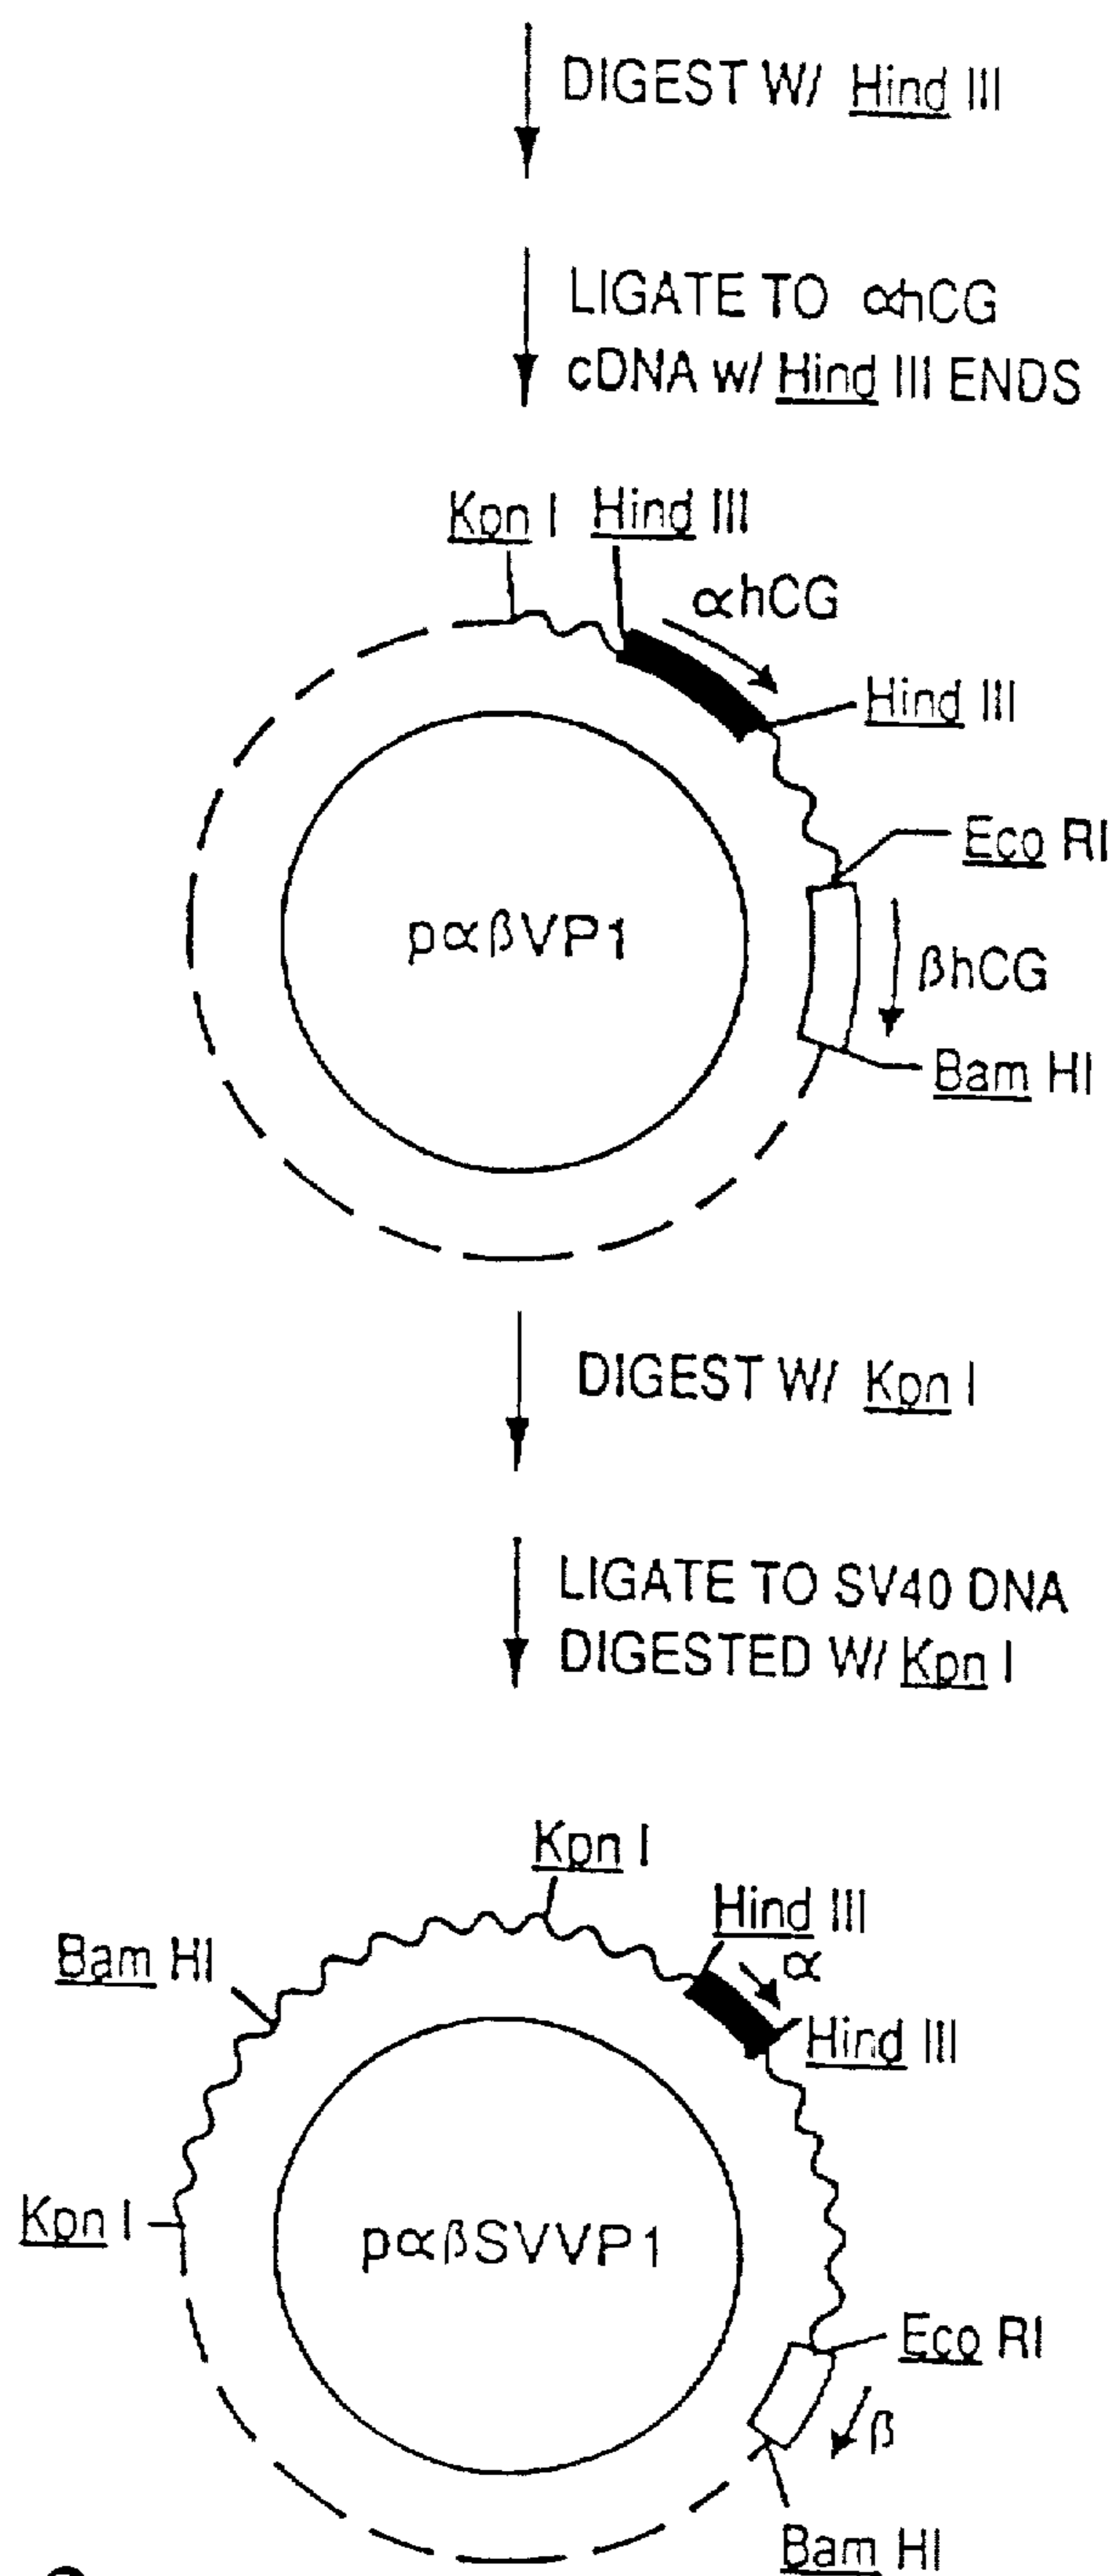 DIGEST W/ Hind III
LIGATE TO αhCG
cDNA w/ Hind III ENDS
Kpn I
Hind III
αhCG
Hind III
Eco RI
pαβVP1
βhCG
Bam HI
DIGEST W/ Kpn I
LIGATE TO SV40 DNA
DIGESTED W/ Kpn I
Kpn I
Hind III
α
Bam HI
Hind III
Kpn I
pαβSVVP1
Eco RI
β
Bam HI